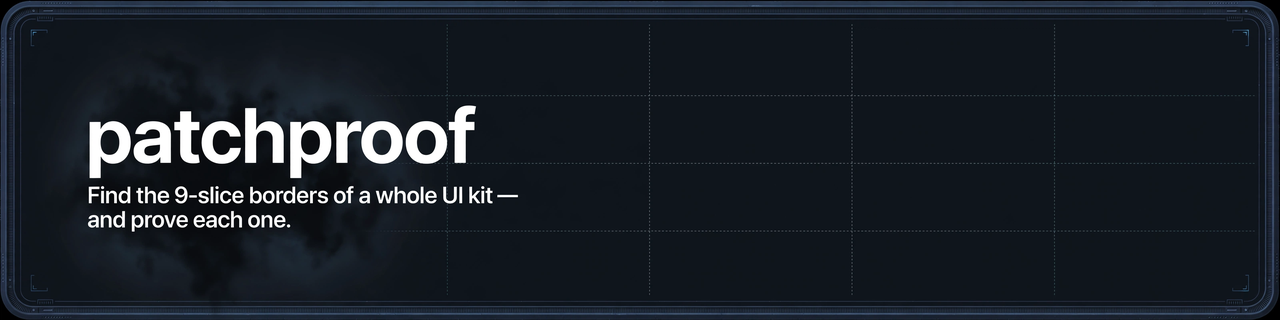 patchproof
Find the 9-slice borders of a whole UI kit —
and prove each one.